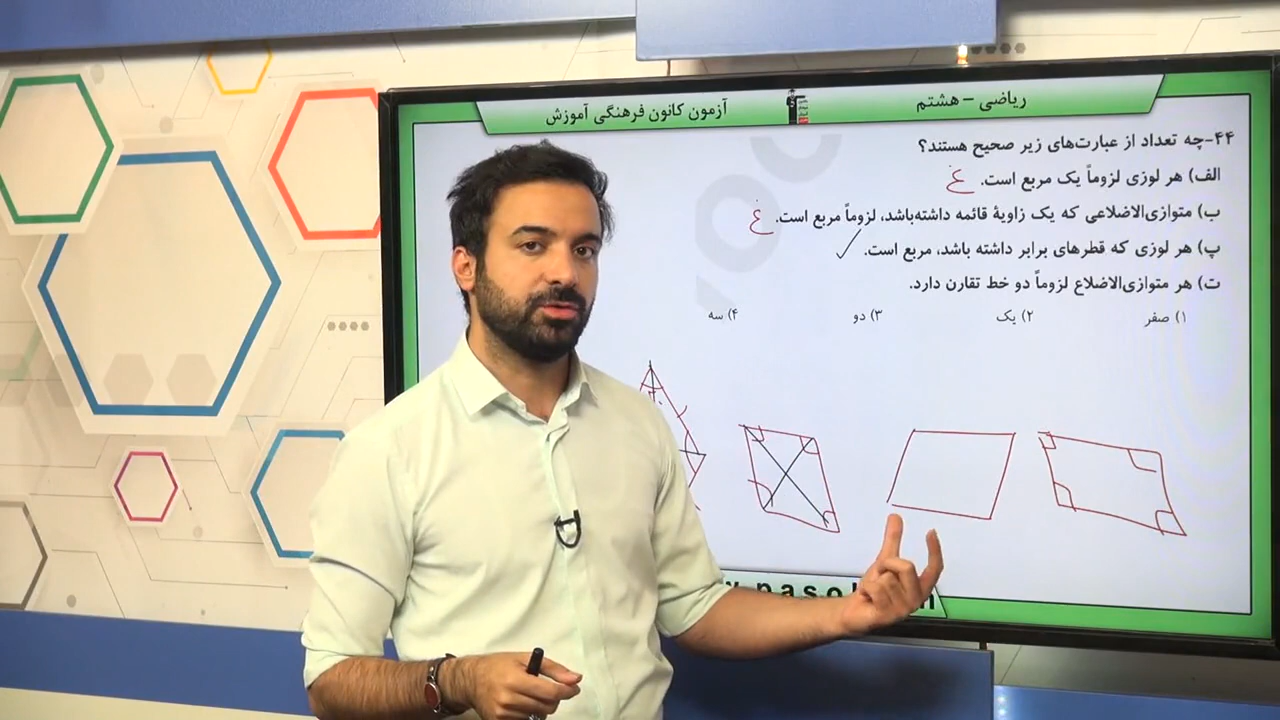 ریاضی – هشتم
آزمون کانون فرهنگی آموزش
۴۴-چه تعداد از عبارت‌های زیر صحیح هستند؟
الف) هر لوزی لزوماً یک مربع است. غ
ب) متوازی‌الاضلاعی که یک زاویهٔ قائمه داشته‌باشد، لزوماً مربع است. غ
پ) هر لوزی که قطرهای برابر داشته باشد، مربع است. ✓
ت) هر متوازی‌الاضلاع لزوماً دو خط تقارن دارد.
۱) صفر ۲) یک ۳) دو ۴) سه